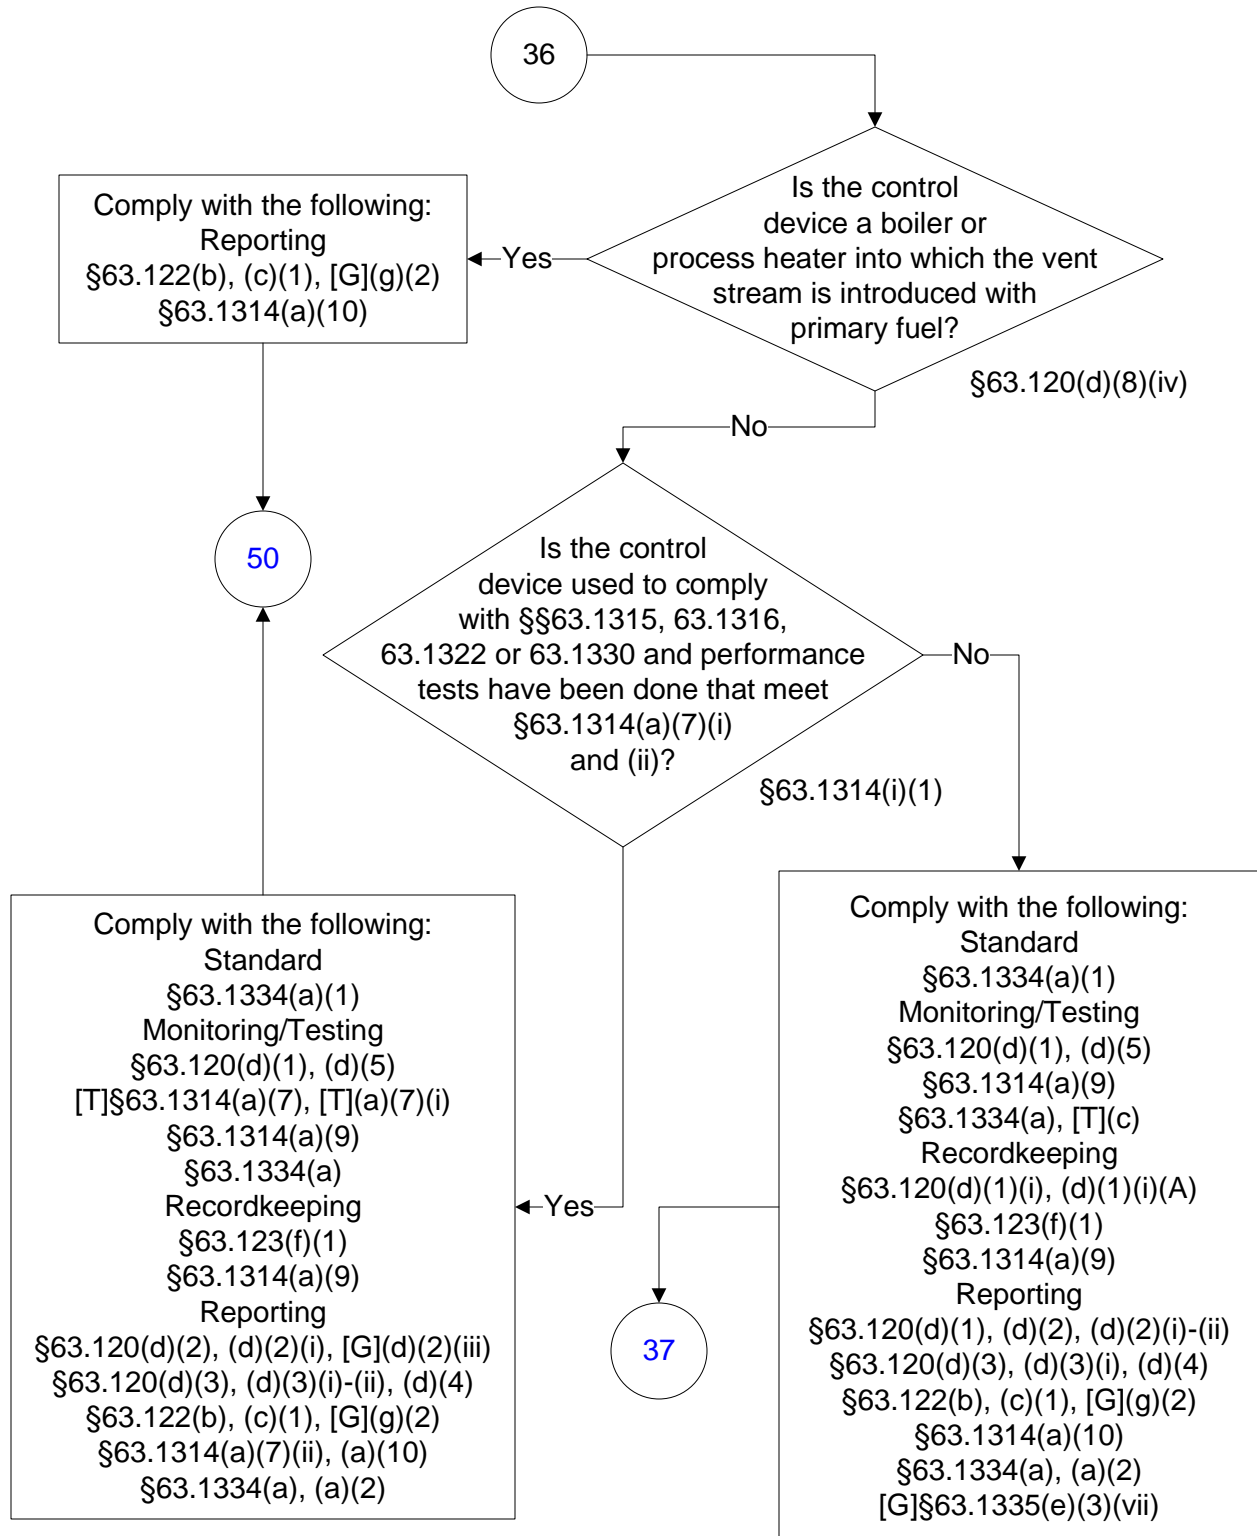 36
Is the control
device a boiler or
process heater into which the vent
stream is introduced with
primary fuel?
§63.120(d)(8)(iv)
Yes
Comply with the following:
Reporting
§63.122(b), (c)(1), [G](g)(2)
§63.1314(a)(10)
No
50
Is the control
device used to comply
with §§63.1315, 63.1316,
63.1322 or 63.1330 and performance
tests have been done that meet
§63.1314(a)(7)(i)
and (ii)?
§63.1314(i)(1)
No
Yes
Comply with the following:
Standard
§63.1334(a)(1)
Monitoring/Testing
§63.120(d)(1), (d)(5)
[T]§63.1314(a)(7), [T](a)(7)(i)
§63.1314(a)(9)
§63.1334(a)
Recordkeeping
§63.123(f)(1)
§63.1314(a)(9)
Reporting
§63.120(d)(2), (d)(2)(i), [G](d)(2)(iii)
§63.120(d)(3), (d)(3)(i)-(ii), (d)(4)
§63.122(b), (c)(1), [G](g)(2)
§63.1314(a)(7)(ii), (a)(10)
§63.1334(a), (a)(2)
Comply with the following:
Standard
§63.1334(a)(1)
Monitoring/Testing
§63.120(d)(1), (d)(5)
§63.1314(a)(9)
§63.1334(a), [T](c)
Recordkeeping
§63.120(d)(1)(i), (d)(1)(i)(A)
§63.123(f)(1)
§63.1314(a)(9)
Reporting
§63.120(d)(1), (d)(2), (d)(2)(i)-(ii)
§63.120(d)(3), (d)(3)(i), (d)(4)
§63.122(b), (c)(1), [G](g)(2)
§63.1314(a)(10)
§63.1334(a), (a)(2)
[G]§63.1335(e)(3)(vii)
37